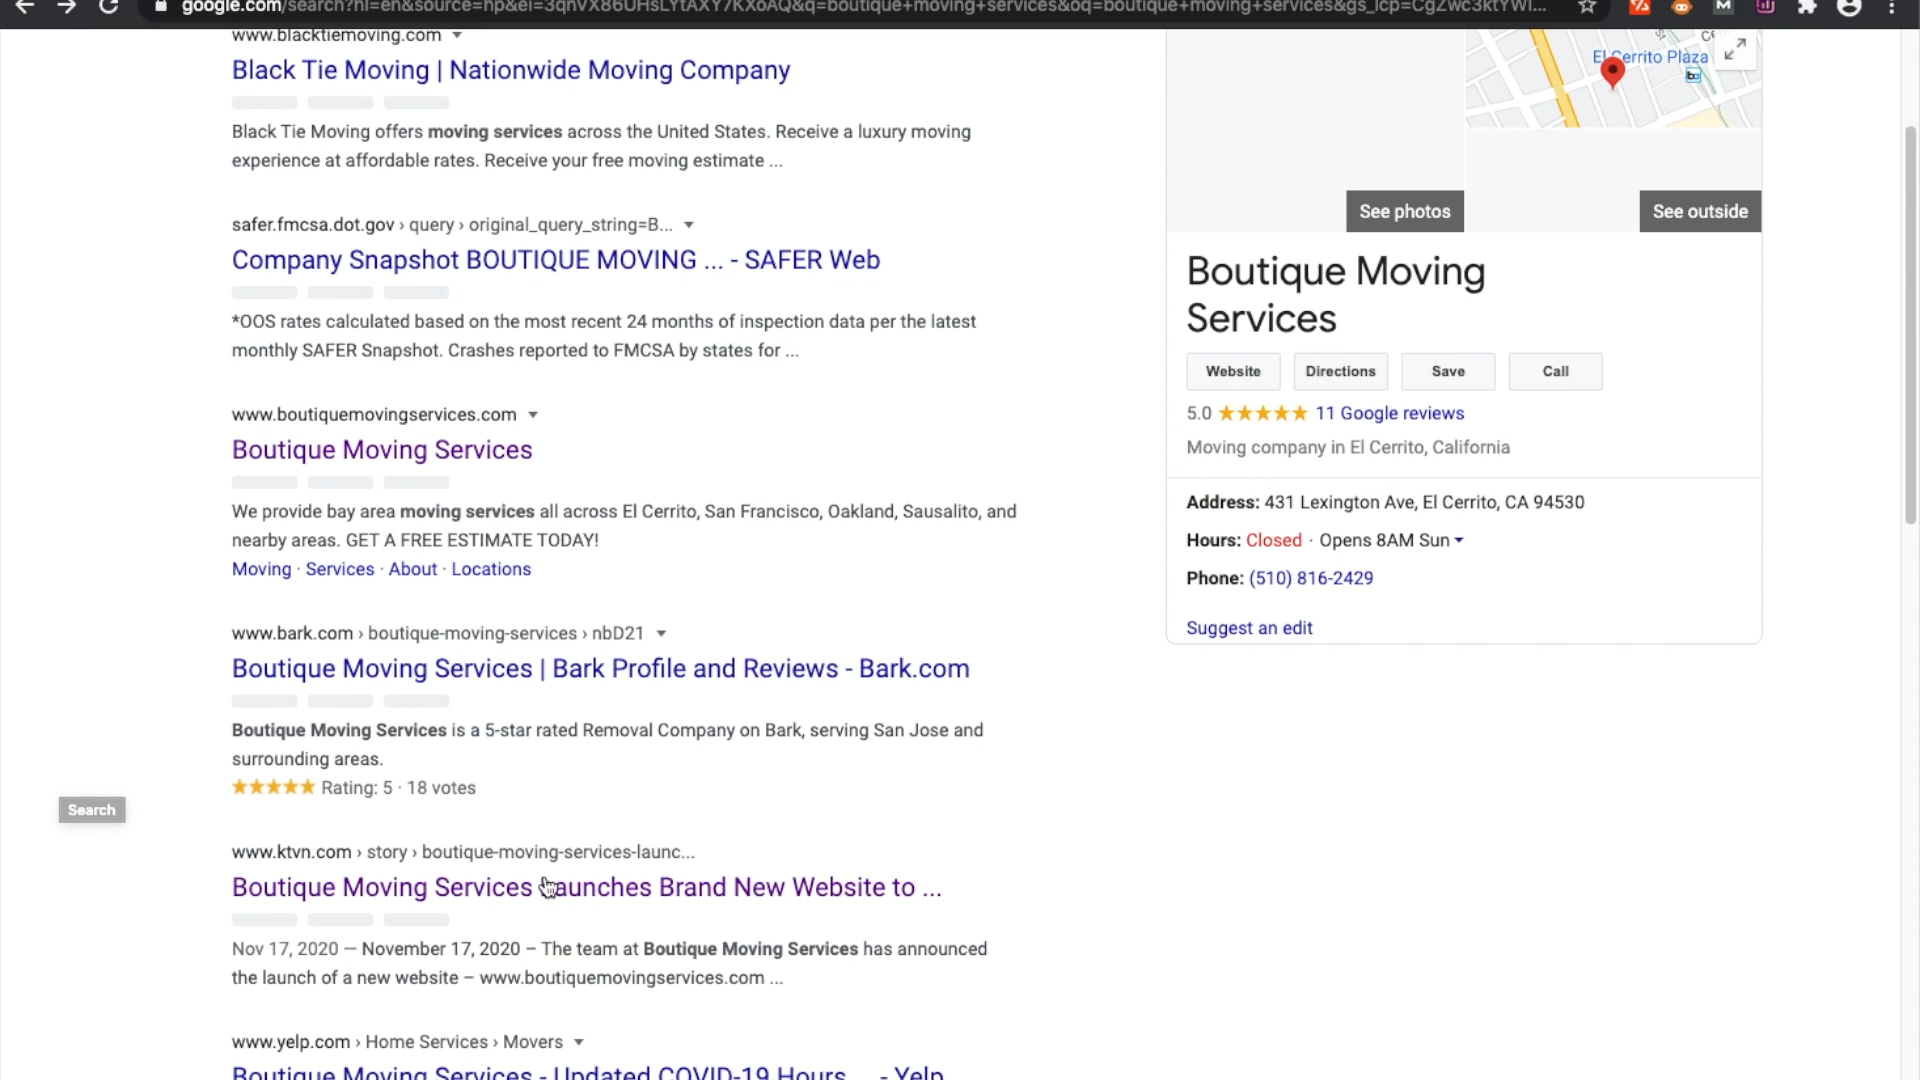 google.com/search?hl=en&source=hp&ei=3qnVX86UHsLYtAXY7KXoAQ&q=boutique+moving+services&oq=boutique+moving+services&gs_lcp=CgZwc3ktYWI...
www.blacktiemoving.com
Black Tie Moving | Nationwide Moving Company
Black Tie Moving offers moving services across the United States. Receive a luxury moving
experience at affordable rates. Receive your free moving estimate ...
safer.fmcsa.dot.gov › query › original_query_string=B...
Company Snapshot BOUTIQUE MOVING ... - SAFER Web
*OOS rates calculated based on the most recent 24 months of inspection data per the latest
monthly SAFER Snapshot. Crashes reported to FMCSA by states for ...
www.boutiquemovingservices.com
Boutique Moving Services
We provide bay area moving services all across El Cerrito, San Francisco, Oakland, Sausalito, and
nearby areas. GET A FREE ESTIMATE TODAY!
Moving · Services · About · Locations
www.bark.com › boutique-moving-services › nbD21
Boutique Moving Services | Bark Profile and Reviews - Bark.com
Boutique Moving Services is a 5-star rated Removal Company on Bark, serving San Jose and
surrounding areas.
Rating: 5 · 18 votes
Search
www.ktvn.com › story › boutique-moving-services-launc...
Boutique Moving Services Launches Brand New Website to ...
Nov 17, 2020 — November 17, 2020 – The team at Boutique Moving Services has announced
the launch of a new website – www.boutiquemovingservices.com ...
www.yelp.com › Home Services › Movers
Boutique Moving Services - Updated COVID-19 Hours ... - Yelp
El Cerrito Plaza
See photos
See outside
Boutique Moving
Services
Website
Directions
Save
Call
5.0 11 Google reviews
Moving company in El Cerrito, California
Address: 431 Lexington Ave, El Cerrito, CA 94530
Hours: Closed · Opens 8AM Sun
Phone: (510) 816-2429
Suggest an edit